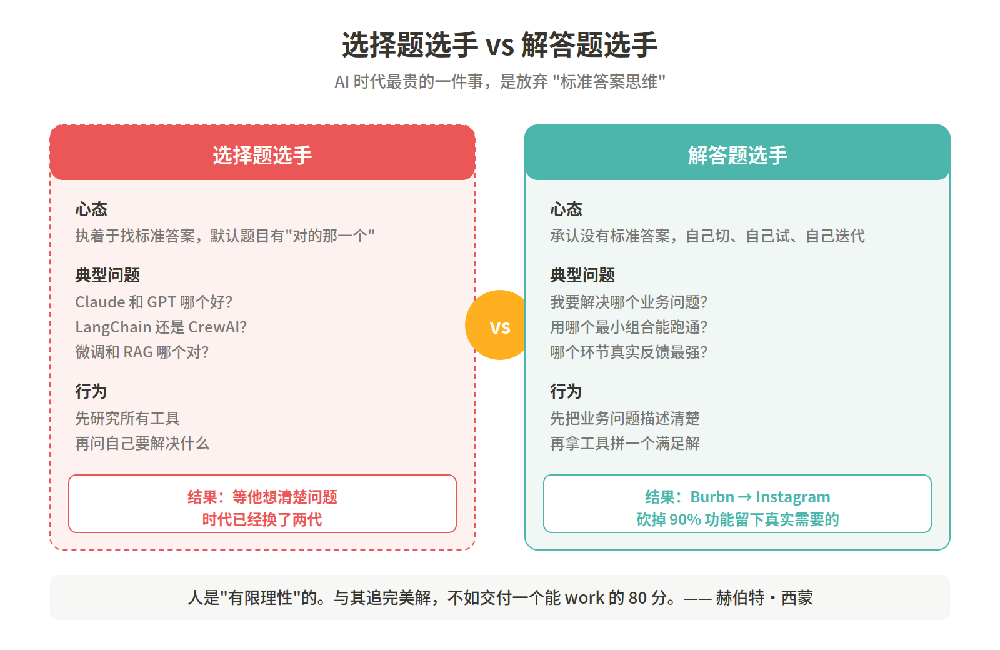 选择题选手 vs 解答题选手
AI 时代最贵的一件事，是放弃 "标准答案思维"
选择题选手
心态
执着于找标准答案，默认题目有"对的那一个"
典型问题
Claude 和 GPT 哪个好？
LangChain 还是 CrewAI？
微调和 RAG 哪个对？
行为
先研究所有工具
再问自己要解决什么
结果：等他想清楚问题
时代已经换了两代
vs
解答题选手
心态
承认没有标准答案，自己切、自己试、自己迭代
典型问题
我要解决哪个业务问题？
用哪个最小组合能跑通？
哪个环节真实反馈最强？
行为
先把业务问题描述清楚
再拿工具拼一个满足解
结果：Burbn → Instagram
砍掉 90% 功能留下真实需要的
人是"有限理性"的。与其追完美解，不如交付一个能 work 的 80 分。—— 赫伯特・西蒙